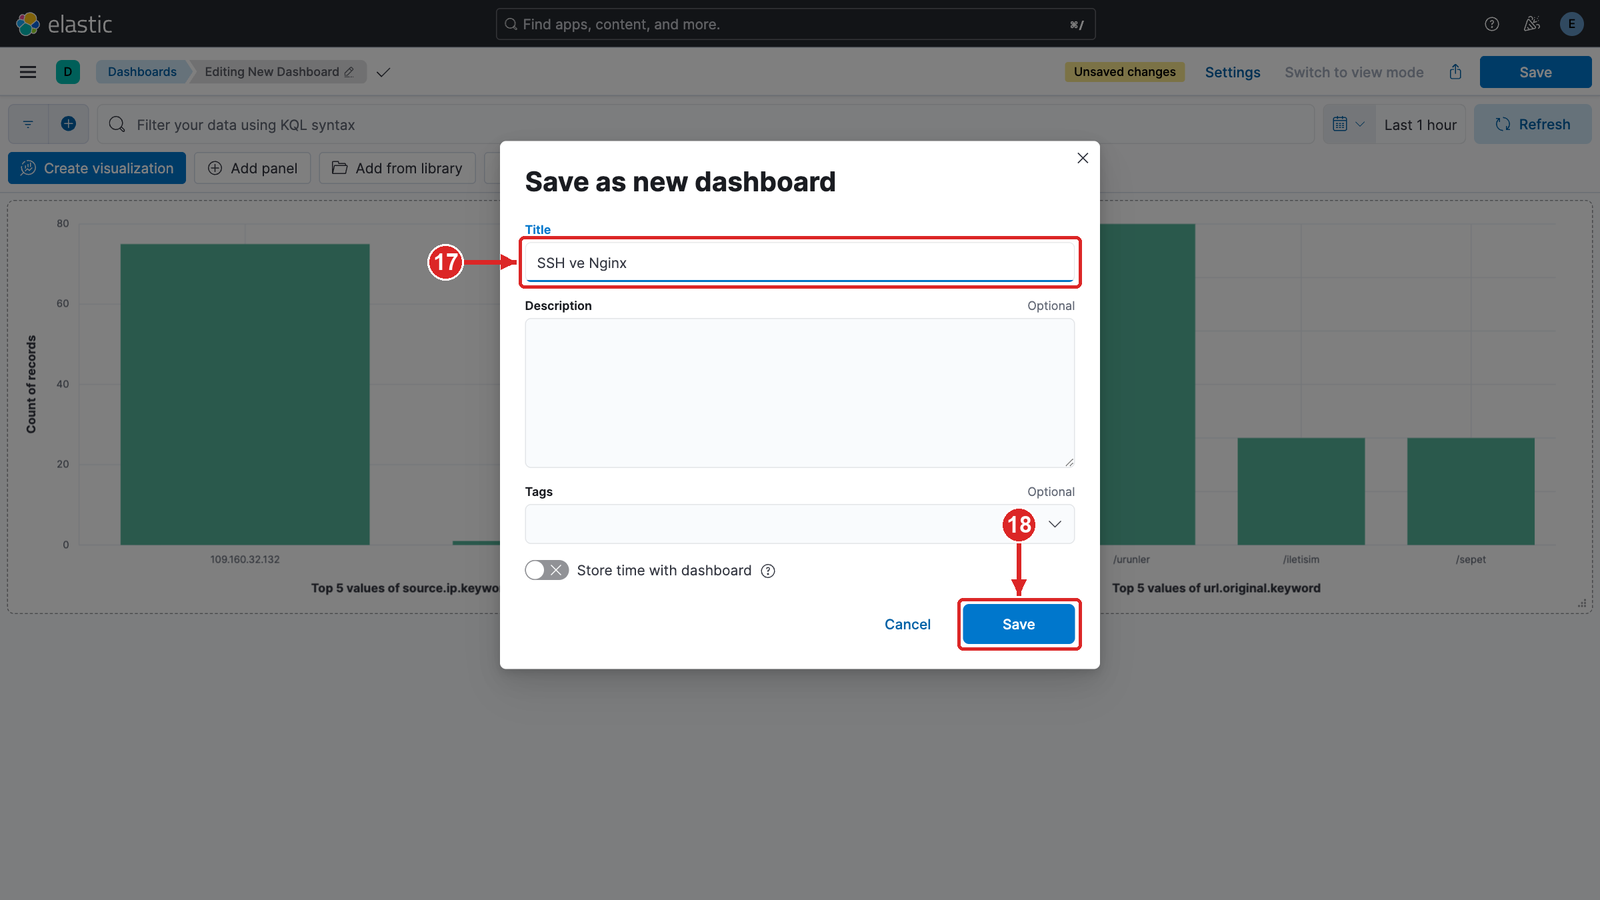 elastic
Find apps, content, and more.
⌘/
E
D
Dashboards
Editing New Dashboard
Unsaved changes
Settings
Switch to view mode
Save
Filter your data using KQL syntax
Last 1 hour
Refresh
Create visualization
Add panel
Add from library
Save as new dashboard
Title
17
SSH ve Nginx
Description
Optional
Tags
Optional
18
Store time with dashboard
Cancel
Save
80
60
40
20
0
Count of records
109.160.32.132
Top 5 values of source.ip.keywo
/urunler
/iletisim
/sepet
Top 5 values of url.original.keyword